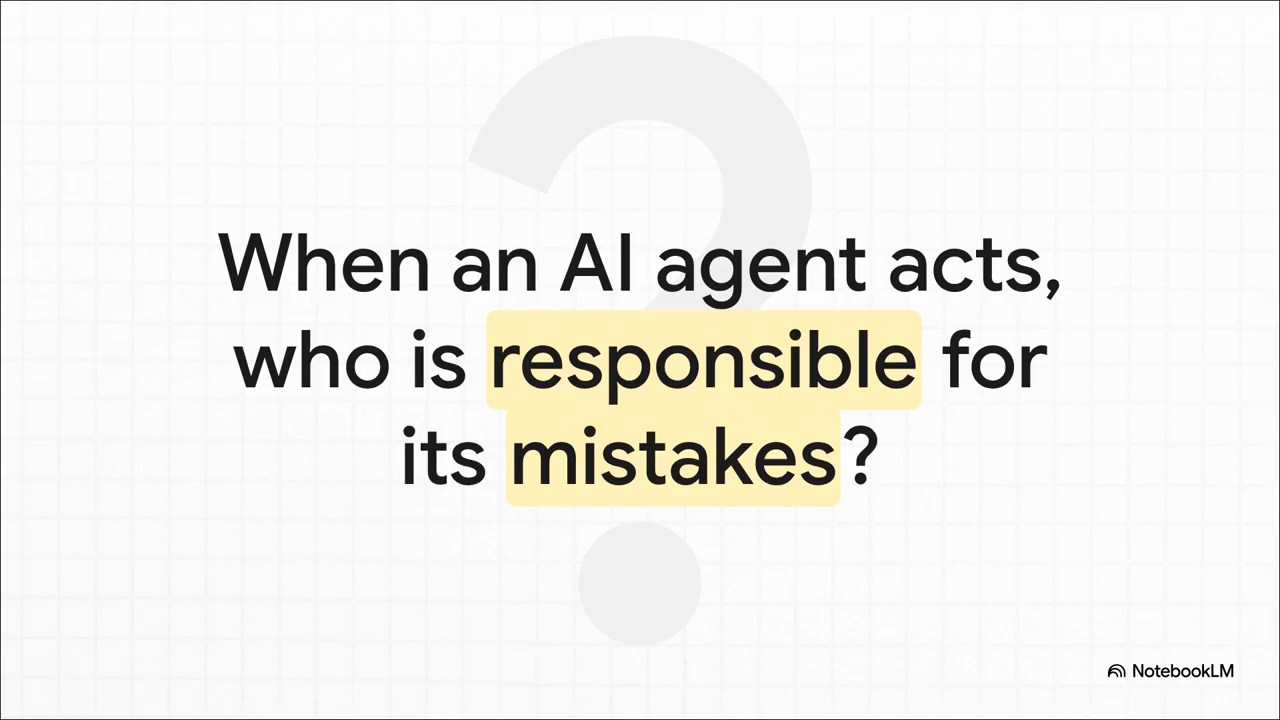 When an AI agent acts,
who is responsible for
its mistakes?
NotebookLM